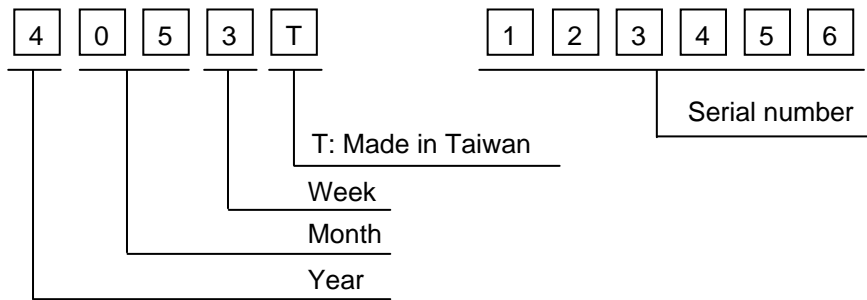 4 0 5 3 T 1 2 3 4 5 6
Serial number
T: Made in Taiwan
Week
Month
Year